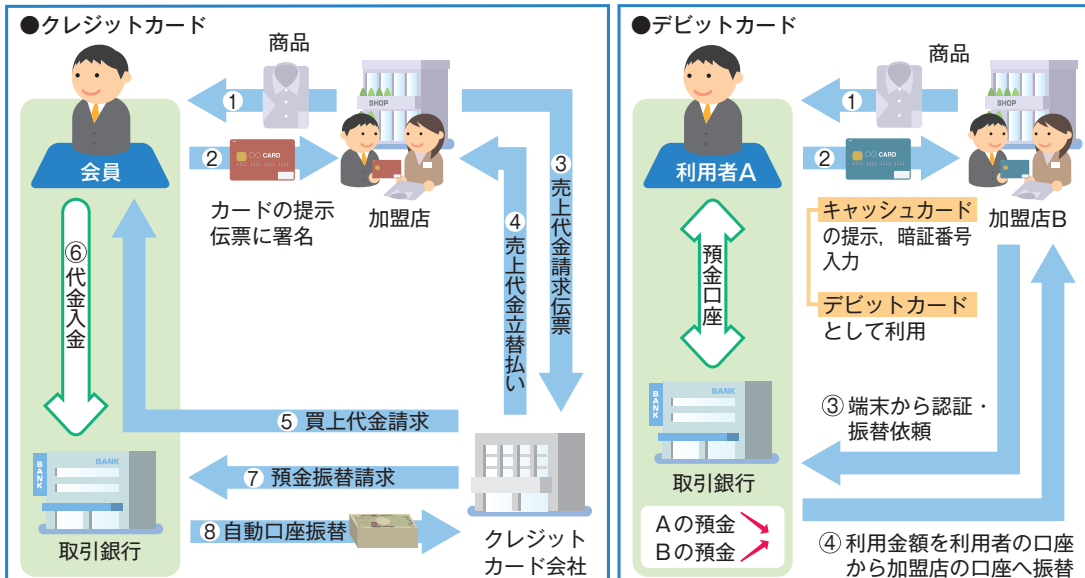 ●クレジットカード
商品
SHOP
①
②
○○ CARD
会員
カードの提示
伝票に署名
加盟店
③売上代金請求伝票
④売上代金立替払い
⑥代金入金
⑤ 買上代金請求
BANK
BANK
⑦ 預金振替請求
⑧自動口座振替
取引銀行
クレジット
カード会社
●デビットカード
商品
SHOP
①
②
○○ CARD
利用者A
加盟店B
キャッシュカード
の提示，暗証番号
入力
デビットカード
として利用
預金口座
BANK
BANK
③端末から認証・
振替依頼
取引銀行
Aの預金
Bの預金
④利用金額を利用者の口座
から加盟店の口座へ振替